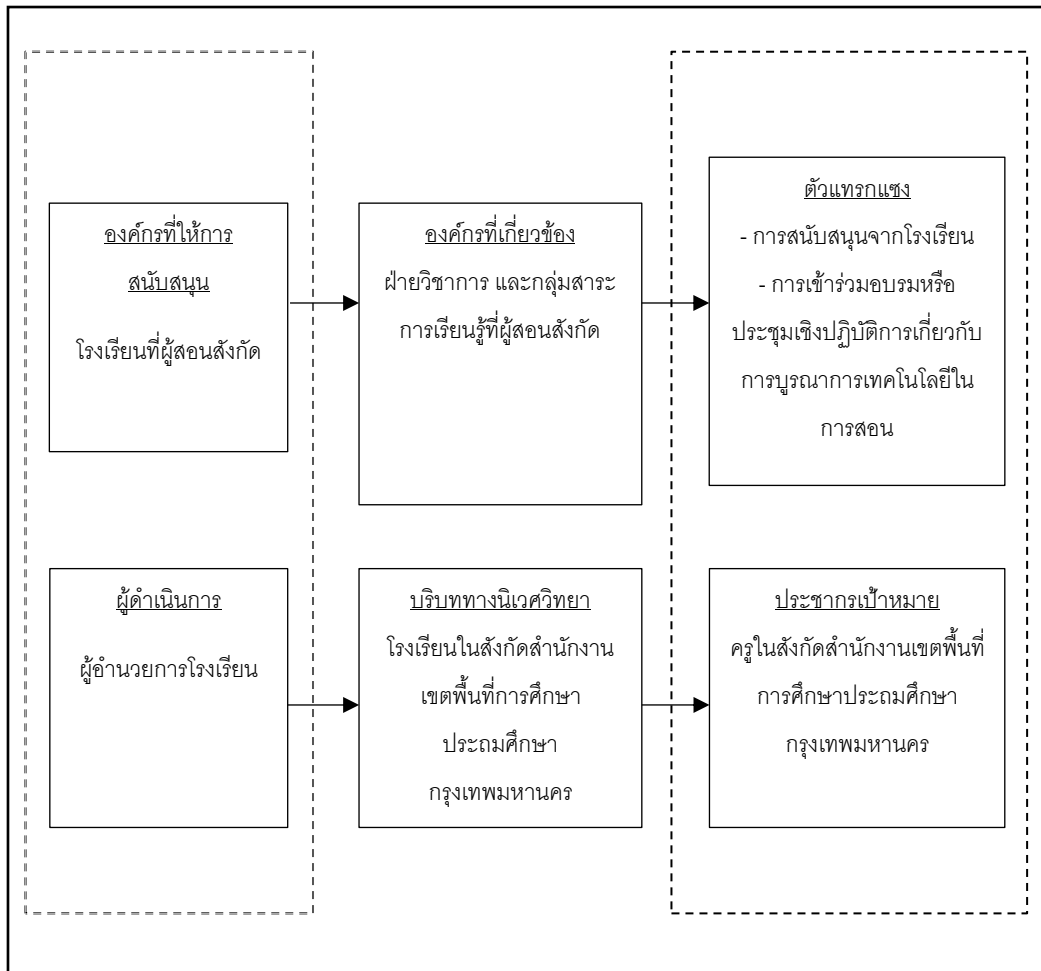 องค์กรที่ให้การ
สนับสนุน
โรงเรียนที่ผู้สอนสังกัด
องค์กรที่เกี่ยวข้อง
ฝ่ายวิชาการ และกลุ่มสาระ
การเรียนรู้ที่ผู้สอนสังกัด
ตัวแทรกแซง
- การสนับสนุนจากโรงเรียน
- การเข้าร่วมอบรมหรือ
ประชุมเชิงปฏิบัติการเกี่ยวกับ
การบูรณาการเทคโนโลยีใน
การสอน
ผู้ดำเนินการ
ผู้อำนวยการโรงเรียน
บริบททางนิเวศวิทยา
โรงเรียนในสังกัดสำนักงาน
เขตพื้นที่การศึกษา
ประถมศึกษา
กรุงเทพมหานคร
ประชากรเป้าหมาย
ครูในสังกัดสำนักงานเขตพื้นที่
การศึกษาประถมศึกษา
กรุงเทพมหานคร